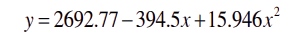 y = 2692.77 − 394.5x + 15.946x²